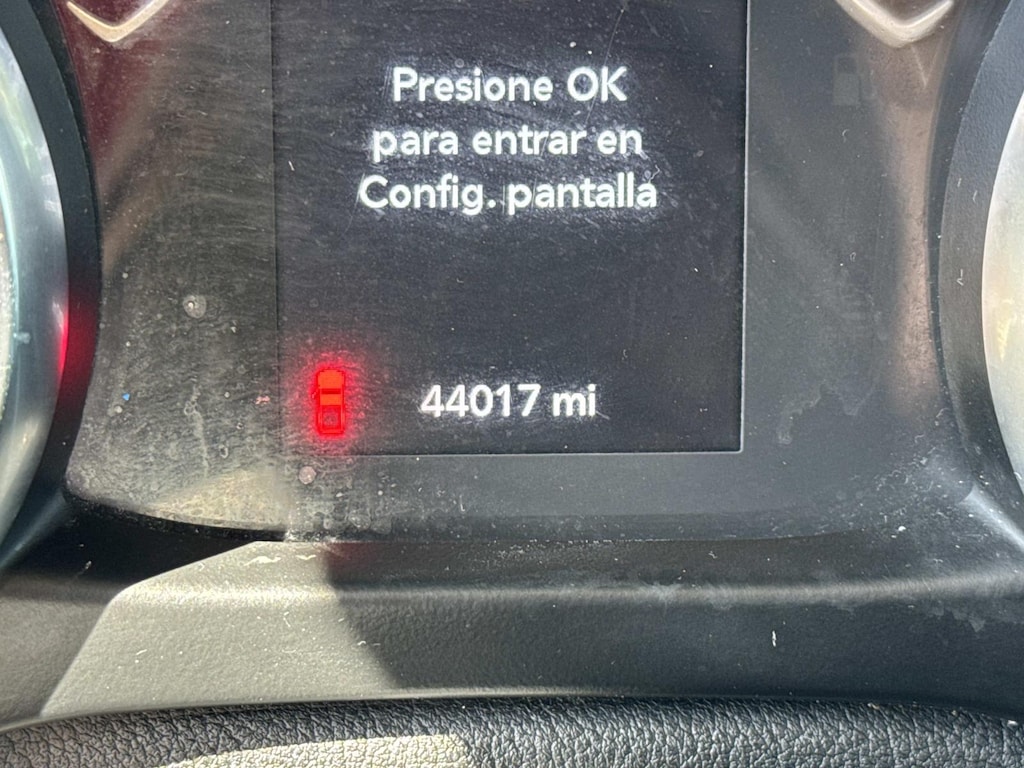 Presione OK
para entrar en
Config. pantalla
44017 mi